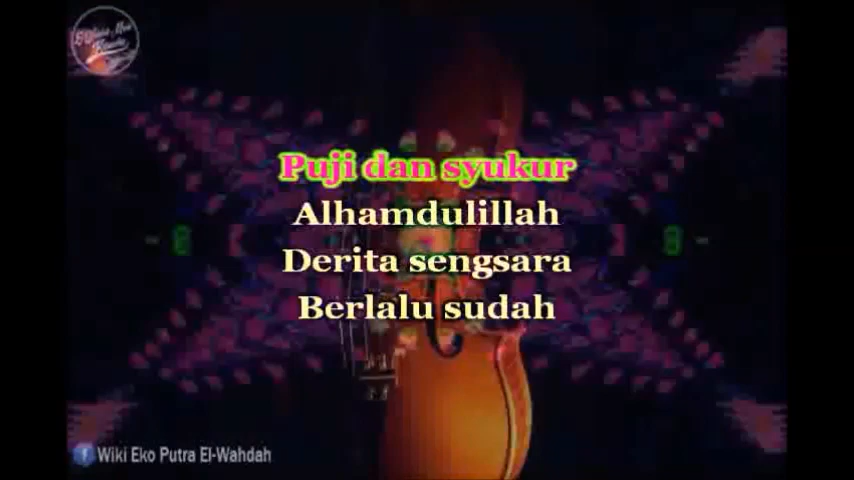 Puji dan syukur
Alhamdulillah
Derita sengsara
Berlalu sudah
Wiki Eko Putra El-Wahdah